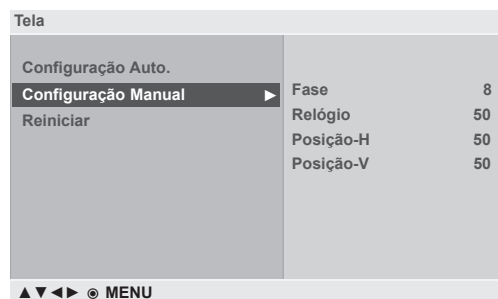 Tela
Configuração Auto.
Configuração Manual ►
Reiniciar
Fase 8
Relógio 50
Posição-H 50
Posição-V 50
▲▼◄► ◉ MENU